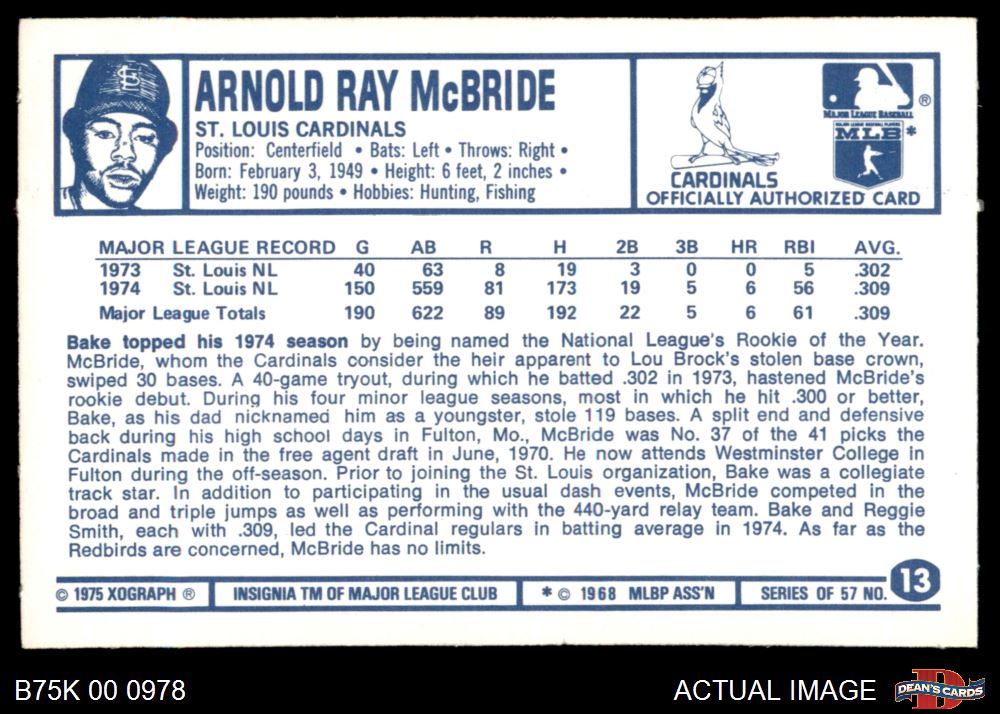 ARNOLD RAY McBRIDE
ST. LOUIS CARDINALS
Position: Centerfield • Bats: Left • Throws: Right •
Born: February 3, 1949 • Height: 6 feet, 2 inches •
Weight: 190 pounds • Hobbies: Hunting, Fishing
®
MAJOR LEAGUE BASEBALL
MAJOR LEAGUE BASEBALL PLAYERS
MLB *
CARDINALS
OFFICIALLY AUTHORIZED CARD
MAJOR LEAGUE RECORD G AB R H 2B 3B HR RBI AVG.
1973 St. Louis NL 40 63 8 19 3 0 0 5 .302
1974 St. Louis NL 150 559 81 173 19 5 6 56 .309
Major League Totals 190 622 89 192 22 5 6 61 .309
Bake topped his 1974 season by being named the National League's Rookie of the Year.
McBride, whom the Cardinals consider the heir apparent to Lou Brock's stolen base crown,
swiped 30 bases. A 40-game tryout, during which he batted .302 in 1973, hastened McBride's
rookie debut. During his four minor league seasons, most in which he hit .300 or better,
Bake, as his dad nicknamed him as a youngster, stole 119 bases. A split end and defensive
back during his high school days in Fulton, Mo., McBride was No. 37 of the 41 picks the
Cardinals made in the free agent draft in June, 1970. He now attends Westminster College in
Fulton during the off-season. Prior to joining the St. Louis organization, Bake was a collegiate
track star. In addition to participating in the usual dash events, McBride competed in the
broad and triple jumps as well as performing with the 440-yard relay team. Bake and Reggie
Smith, each with .309, led the Cardinal regulars in batting average in 1974. As far as the
Redbirds are concerned, McBride has no limits.
© 1975 XOGRAPH ® INSIGNIA TM OF MAJOR LEAGUE CLUB * © 1968 MLBP ASS'N SERIES OF 57 NO. 13
B75K 00 0978 ACTUAL IMAGE DEAN'S CARDS